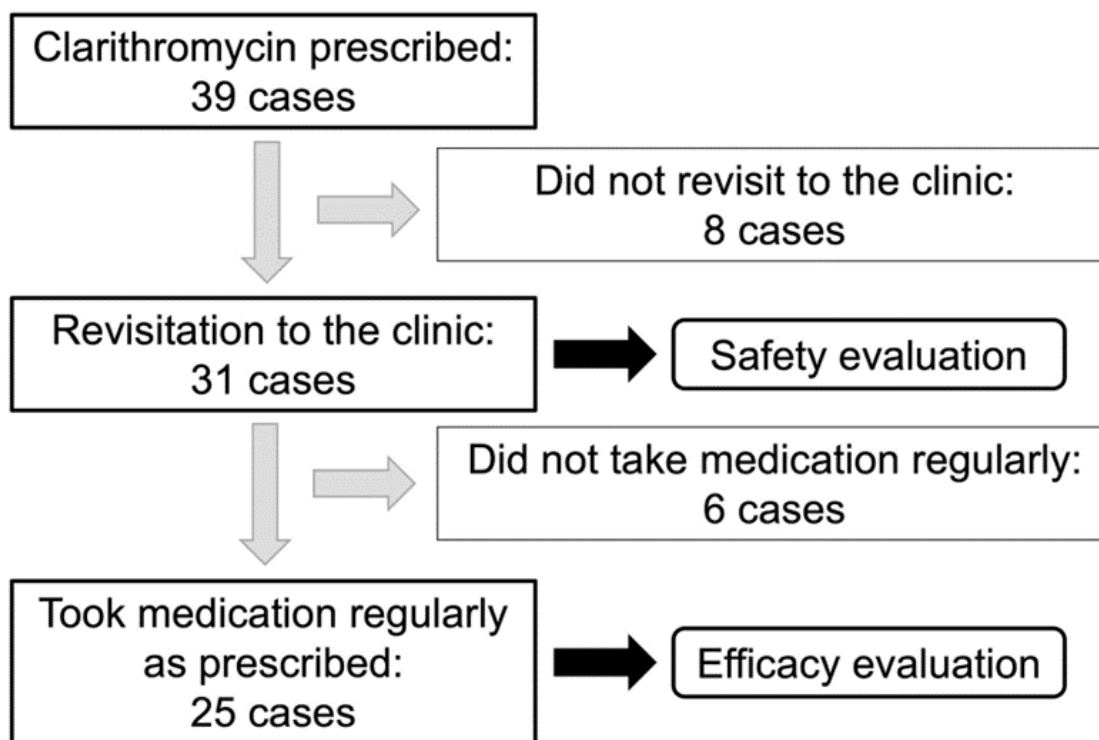 Clarithromycin prescribed:
39 cases
Did not revisit to the clinic:
8 cases
Revisitation to the clinic:
31 cases
Safety evaluation
Did not take medication regularly:
6 cases
Took medication regularly
as prescribed:
25 cases
Efficacy evaluation